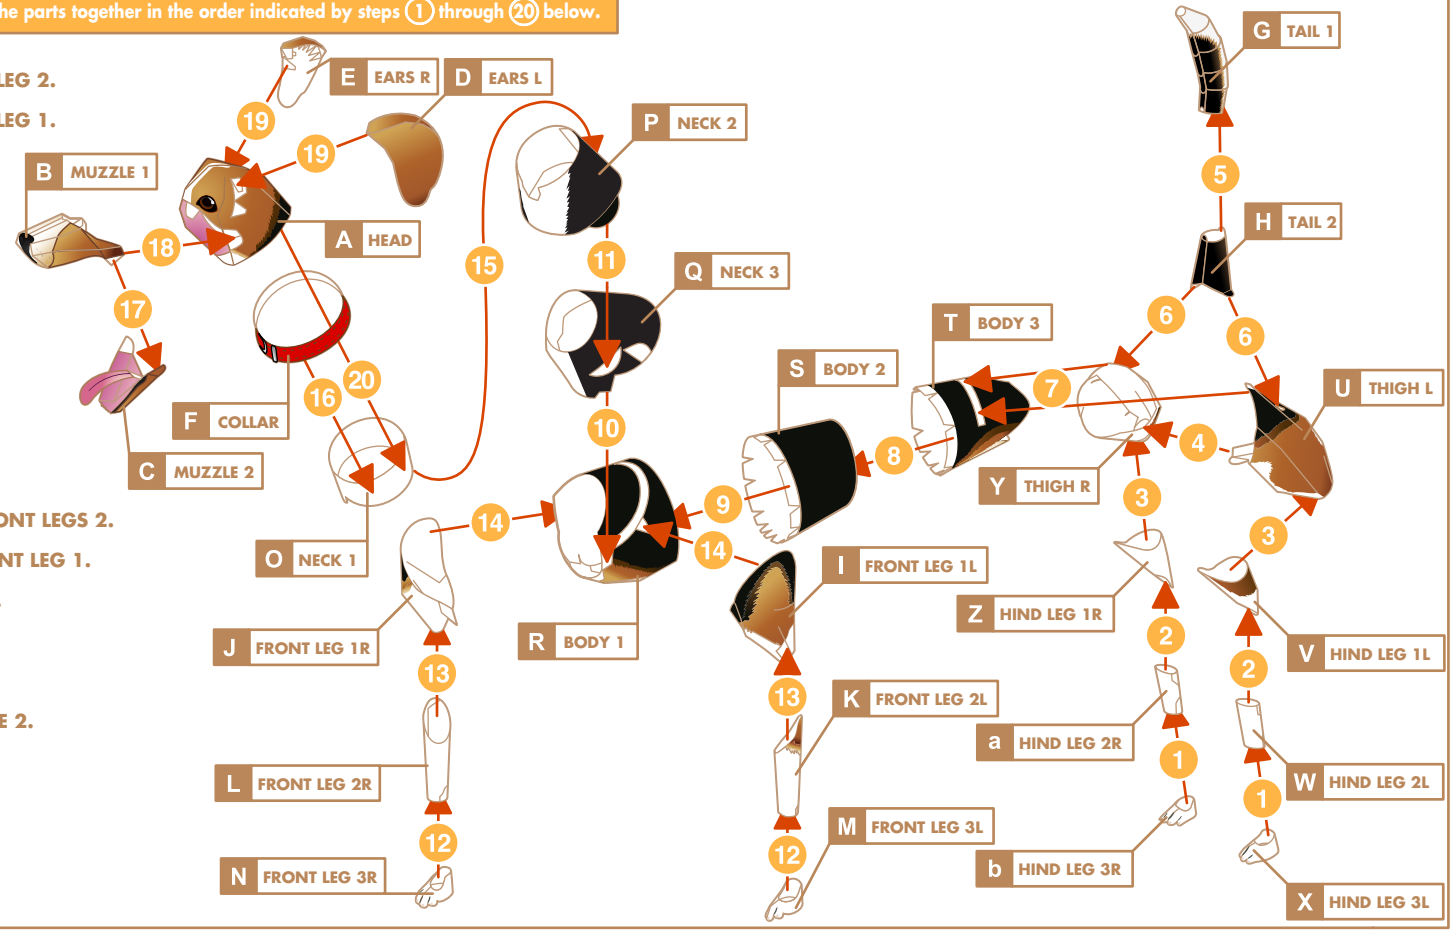 he parts together in the order indicated by steps 1 through 20 below.
LEG 2.
LEG 1.
G TAIL 1
E EARS R
D EARS L
19
19
P NECK 2
B MUZZLE 1
5
A HEAD
H TAIL 2
18
15
11
Q NECK 3
17
T BODY 3
6
6
S BODY 2
7
U THIGH L
20
16
F COLLAR
10
8
4
C MUZZLE 2
Y THIGH R
3
9
ONT LEGS 2.
14
14
3
NT LEG 1.
O NECK 1
I FRONT LEG 1L
.
Z HIND LEG 1R
J FRONT LEG 1R
R BODY 1
2
V HIND LEG 1L
13
2
13
K FRONT LEG 2L
E 2.
a HIND LEG 2R
1
L FRONT LEG 2R
W HIND LEG 2L
1
12
M FRONT LEG 3L
12
N FRONT LEG 3R
b HIND LEG 3R
X HIND LEG 3L